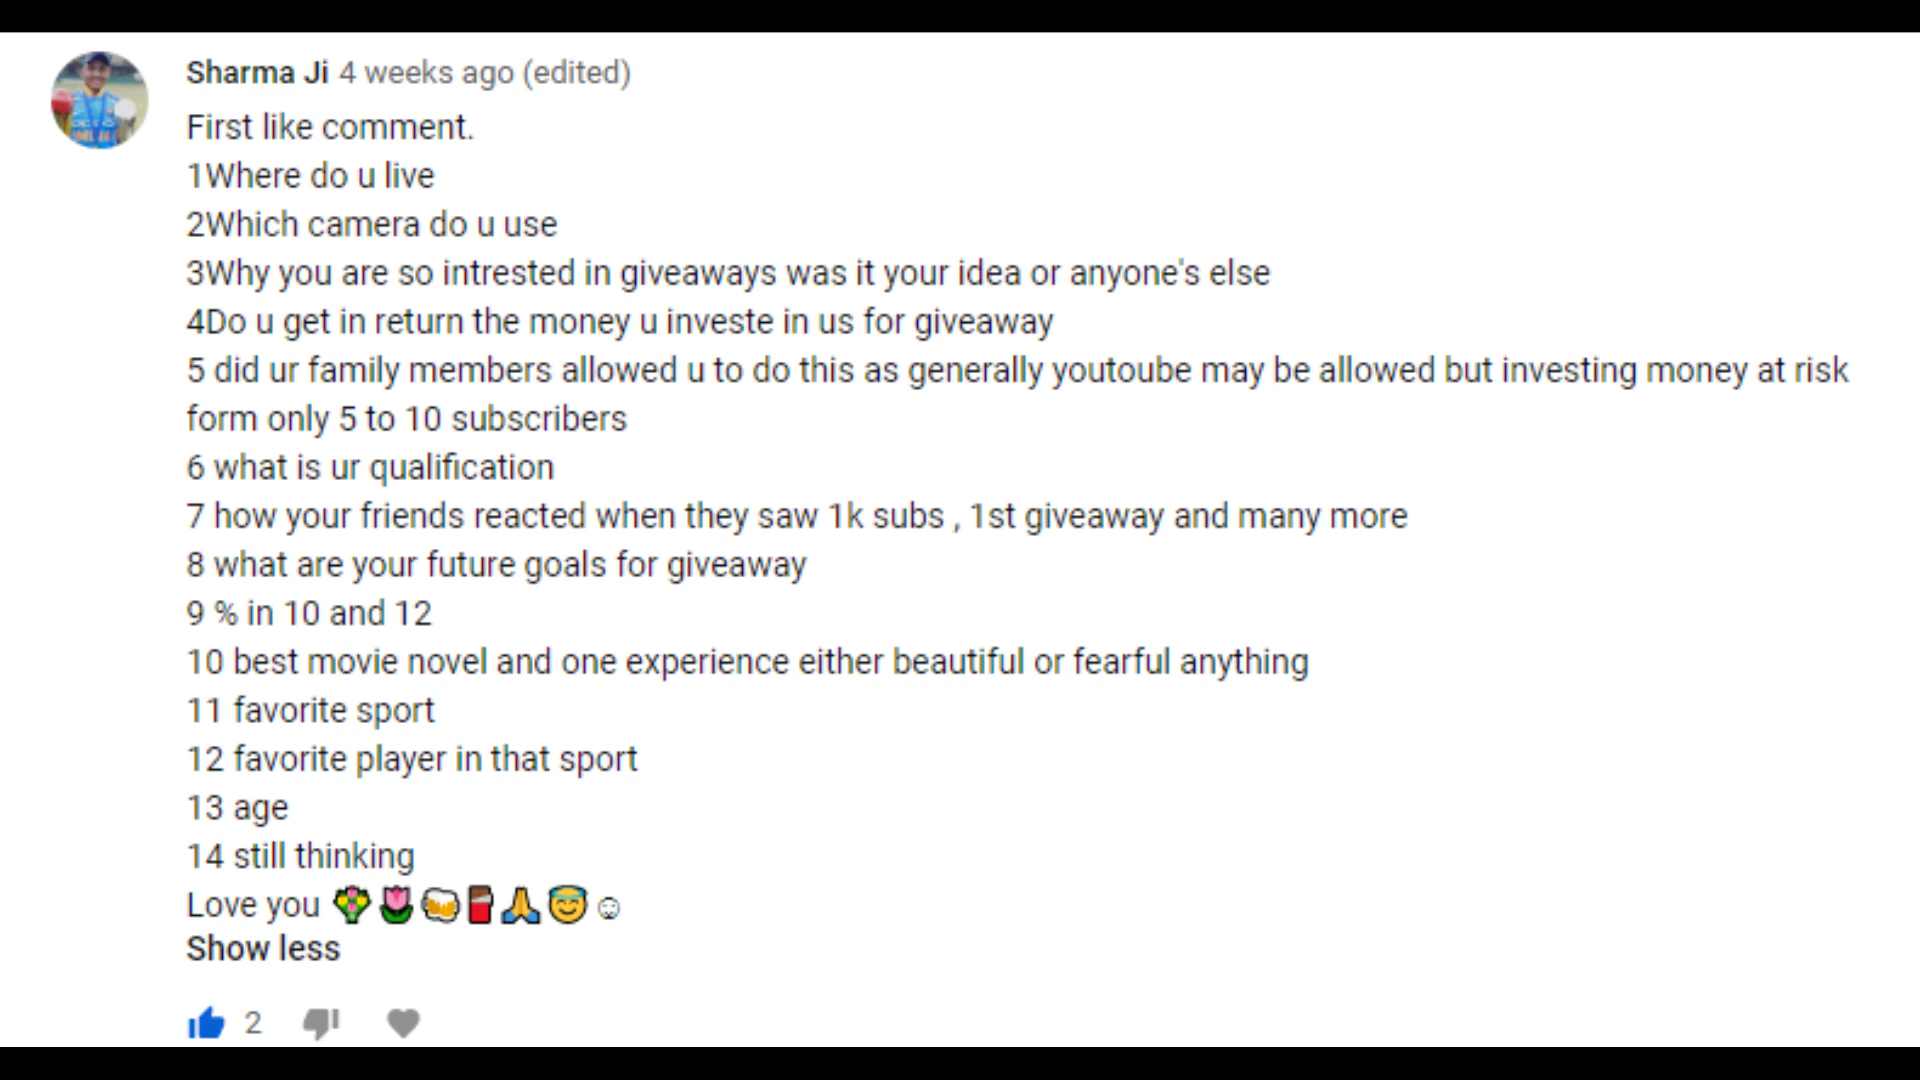 Sharma Ji 4 weeks ago (edited)
First like comment.
1Where do u live
2Which camera do u use
3Why you are so intrested in giveaways was it your idea or anyone's else
4Do u get in return the money u investe in us for giveaway
5 did ur family members allowed u to do this as generally youtoube may be allowed but investing money at risk
form only 5 to 10 subscribers
6 what is ur qualification
7 how your friends reacted when they saw 1k subs , 1st giveaway and many more
8 what are your future goals for giveaway
9 % in 10 and 12
10 best movie novel and one experience either beautiful or fearful anything
11 favorite sport
12 favorite player in that sport
13 age
14 still thinking
Love you 💐🌷🍻🍫🙏😇☺
Show less
2